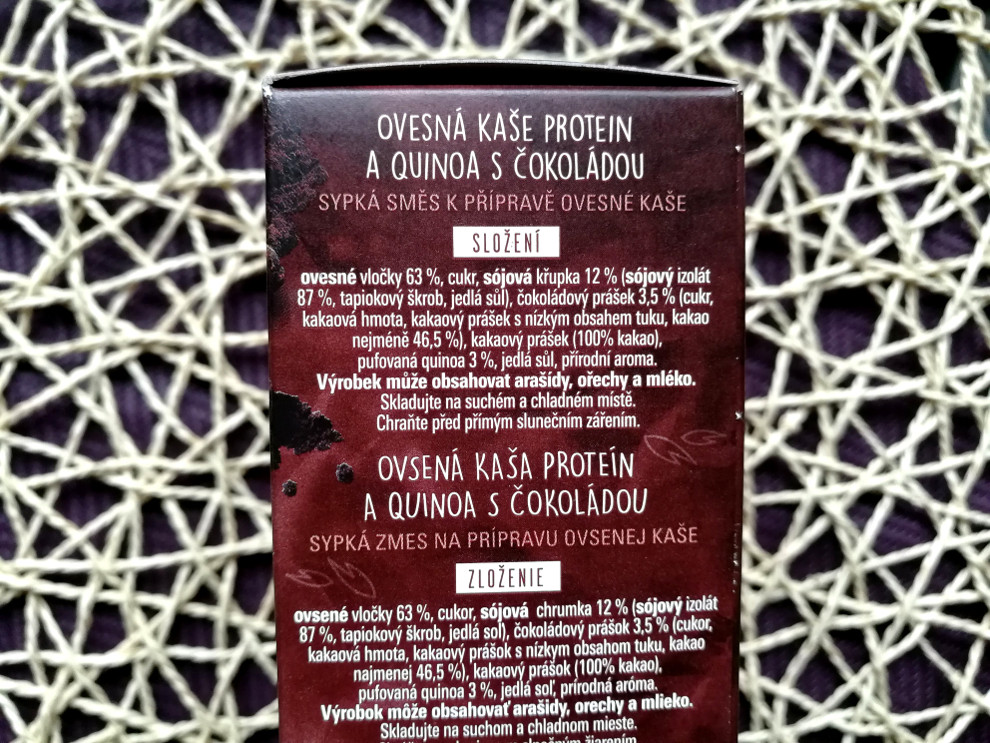 OVESNÁ KAŠE PROTEIN
A QUINOA S ČOKOLÁDOU
SYPKÁ SMĚS K PŘÍPRAVĚ OVESNÉ KAŠE
SLOŽENÍ
ovesné vločky 63 %, cukr, sójová křupka 12 % (sójový izolát
87 %, tapiokový škrob, jedlá sůl), čokoládový prášek 3,5 % (cukr,
kakaová hmota, kakaový prášek s nízkým obsahem tuku, kakao
nejméně 46,5 %), kakaový prášek (100% kakao),
pufovaná quinoa 3 %, jedlá sůl, přírodní aroma.
Výrobek může obsahovat arašídy, ořechy a mléko.
Skladujte na suchém a chladném místě.
Chraňte před přímým slunečním zářením.
OVSENÁ KAŠA PROTEÍN
A QUINOA S ČOKOLÁDOU
SYPKÁ ZMES NA PRÍPRAVU OVSENEJ KAŠE
ZLOŽENIE
ovsené vločky 63 %, cukor, sójová chrumka 12 % (sójový izolát
87 %, tapiokový škrob, jedlá sol), čokoládový prášok 3,5 % (cukor,
kakaová hmota, kakaový prášok s nízkym obsahom tuku, kakao
najmenej 46,5 %), kakaový prášok (100% kakao),
pufovaná quinoa 3 %, jedlá soľ, prírodná aróma.
Výrobok môže obsahovať arašidy, orechy a mlieko.
Skladujte na suchom a chladnom mieste.